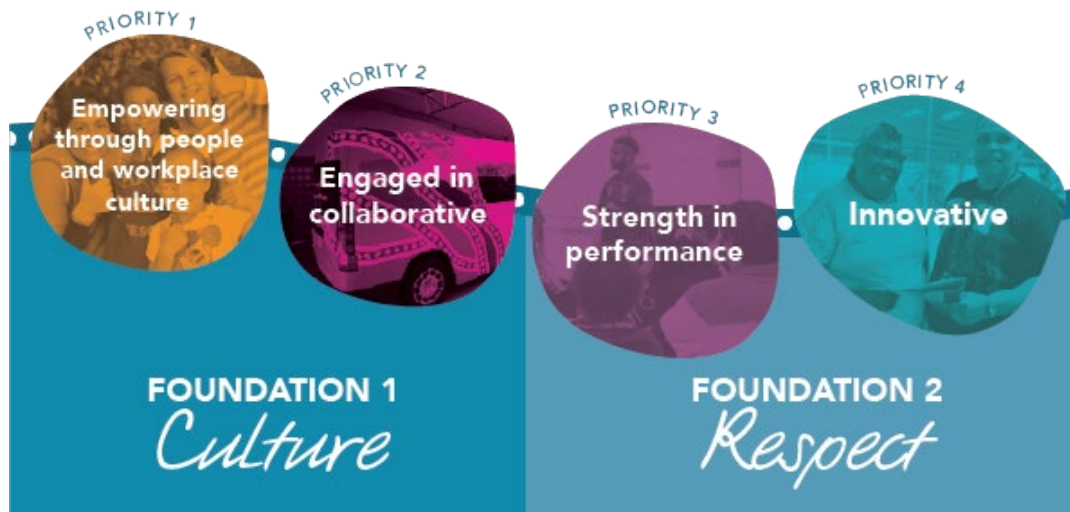 PRIORITY 1
Empowering
through people
and workplace
culture
PRIORITY 2
Engaged in
collaborative
PRIORITY 3
Strength in
performance
PRIORITY 4
Innovative
FOUNDATION 1
Culture
FOUNDATION 2
Respect